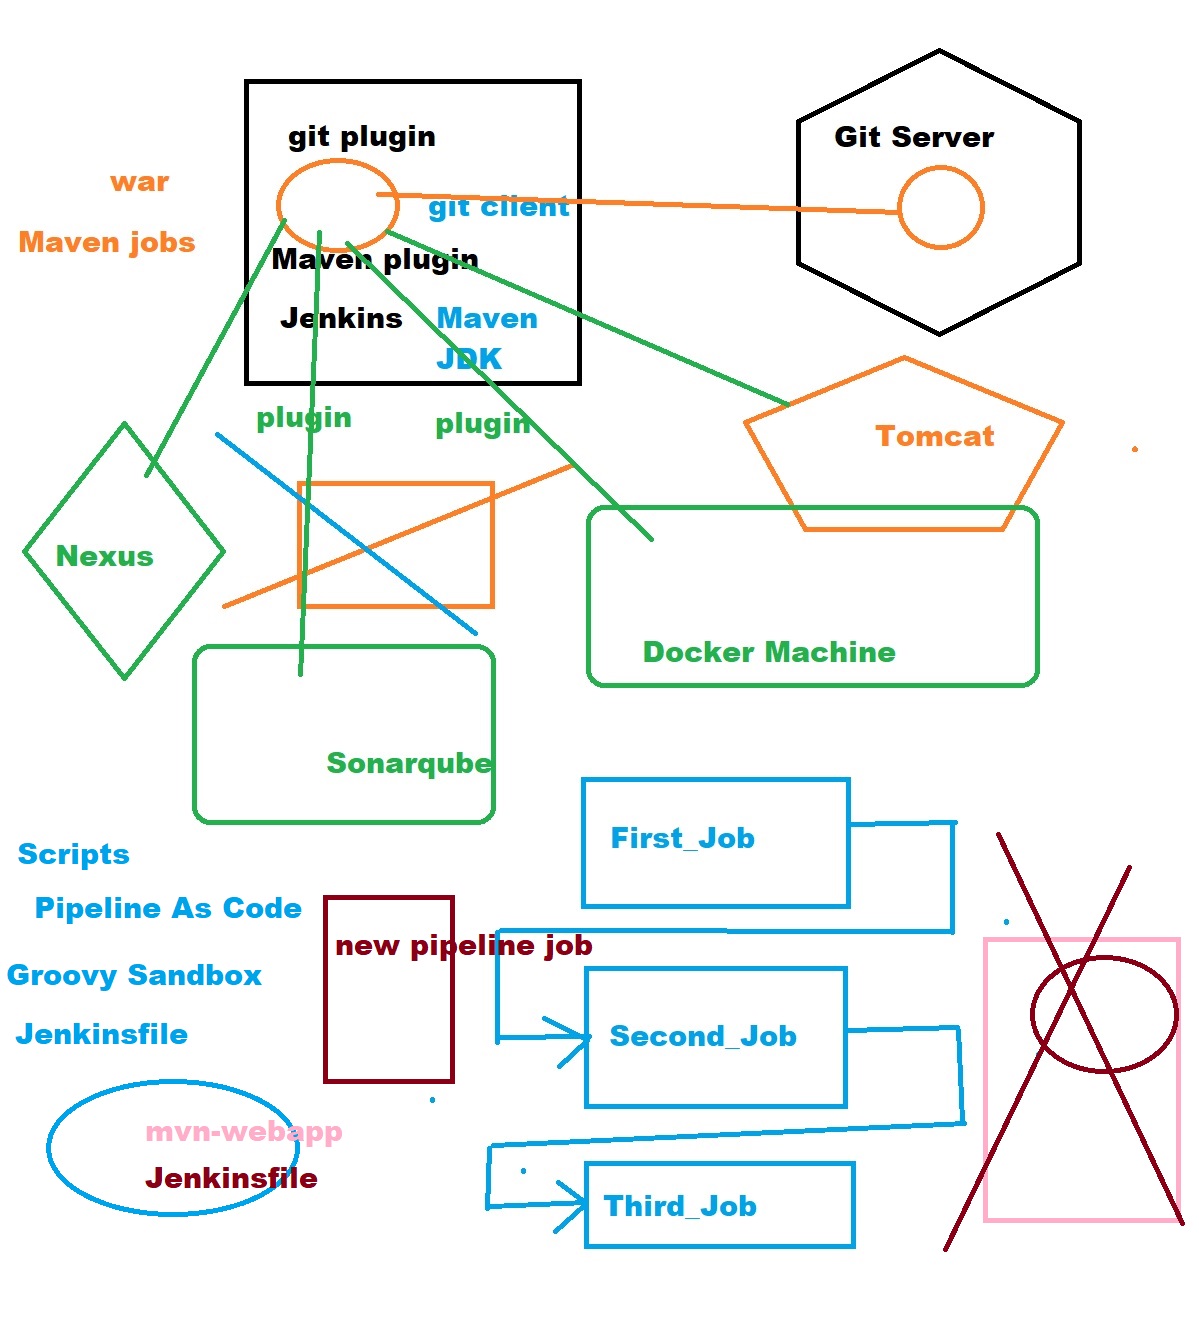 git plugin
Git Server
war
git client
Maven jobs
Maven plugin
Jenkins
Maven
JDK
plugin
plugin
Tomcat
Nexus
Docker Machine
Sonarqube
First_Job
Scripts
Pipeline As Code
new pipeline job
Groovy Sandbox
Jenkinsfile
Second_Job
mvn-webapp
Jenkinsfile
Third_Job